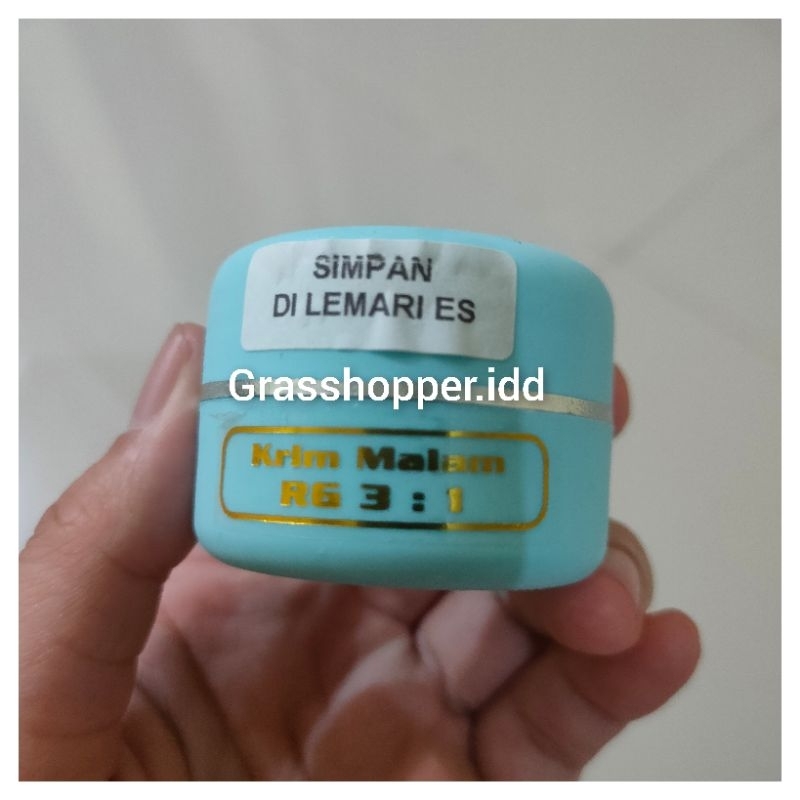 SIMPAN
DI LEMARI ES
Grasshopper.idd
Krim Malam
RG 3 : 1